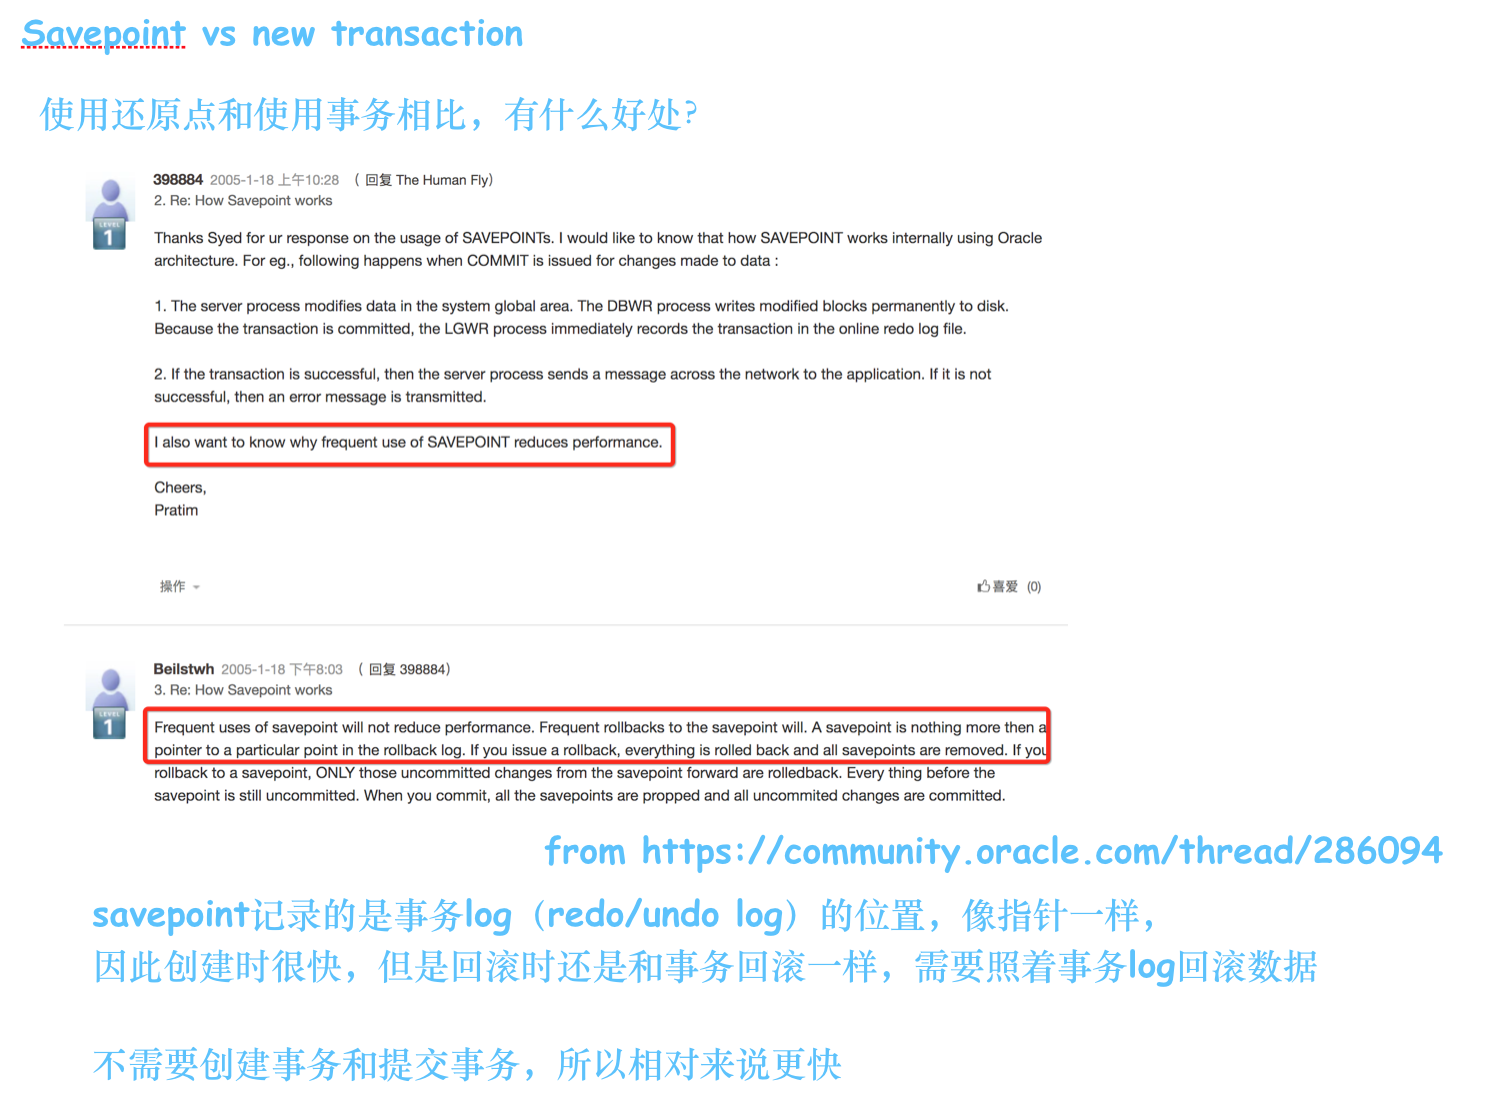 Savepoint vs new transaction
使用还原点和使用事务相比，有什么好处?
398884 2005-1-18 上午10:28 （ 回复 The Human Fly)
2. Re: How Savepoint works
LEVEL
1
Thanks Syed for ur response on the usage of SAVEPOINTs. I would like to know that how SAVEPOINT works internally using Oracle
architecture. For eg., following happens when COMMIT is issued for changes made to data :
1. The server process modifies data in the system global area. The DBWR process writes modified blocks permanently to disk.
Because the transaction is committed, the LGWR process immediately records the transaction in the online redo log file.
2. If the transaction is successful, then the server process sends a message across the network to the application. If it is not
successful, then an error message is transmitted.
I also want to know why frequent use of SAVEPOINT reduces performance.
Cheers,
Pratim
操作 喜爱 (0)
Beilstwh 2005-1-18 下午8:03 （ 回复 398884)
3. Re: How Savepoint works
LEVEL
1
Frequent uses of savepoint will not reduce performance. Frequent rollbacks to the savepoint will. A savepoint is nothing more then a
pointer to a particular point in the rollback log. If you issue a rollback, everything is rolled back and all savepoints are removed. If you
rollback to a savepoint, ONLY those uncommitted changes from the savepoint forward are rolledback. Every thing before the
savepoint is still uncommitted. When you commit, all the savepoints are propped and all uncommited changes are committed.
from https://community.oracle.com/thread/286094
savepoint记录的是事务log（redo/undo log）的位置，像指针一样，
因此创建时很快，但是回滚时还是和事务回滚一样，需要照着事务log回滚数据
不需要创建事务和提交事务，所以相对来说更快